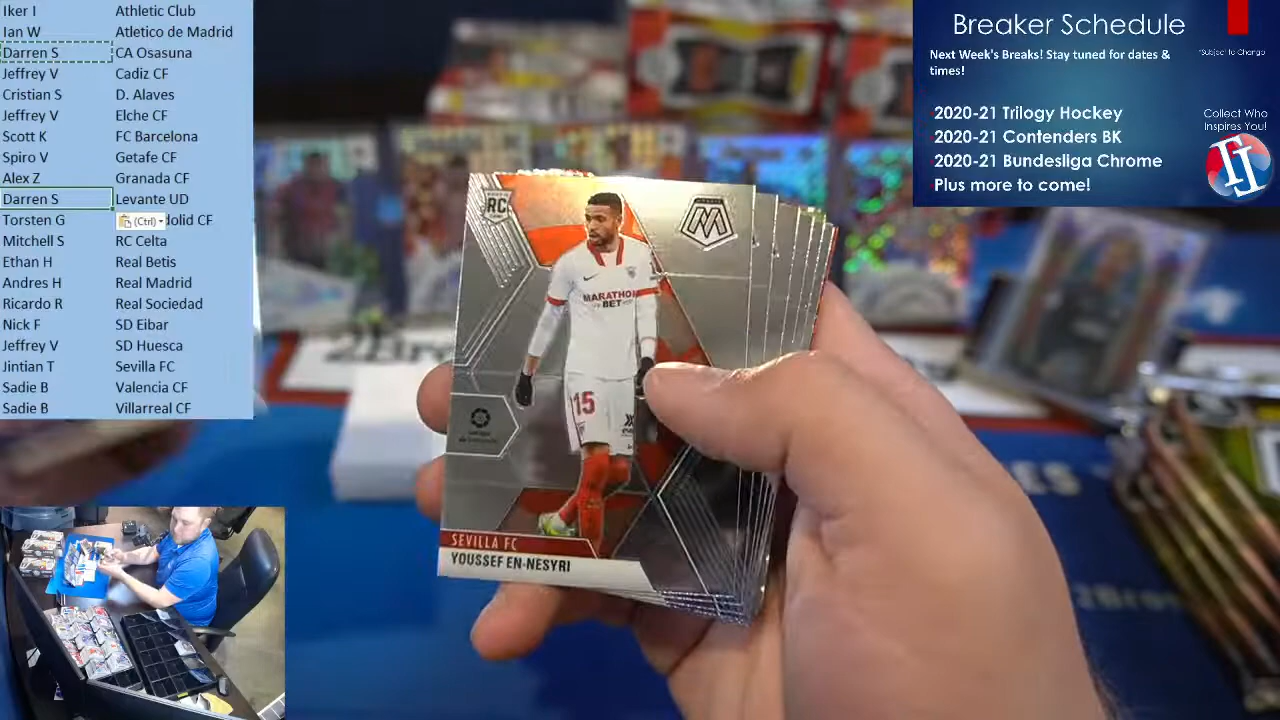 Iker I Athletic Club
Ian W Atletico de Madrid
Darren S CA Osasuna
Jeffrey V Cadiz CF
Cristian S D. Alaves
Jeffrey V Elche CF
Scott K FC Barcelona
Spiro V Getafe CF
Alex Z Granada CF
Darren S Levante UD
Torsten G (Ctrl) dolid CF
Mitchell S RC Celta
Ethan H Real Betis
Andres H Real Madrid
Ricardo R Real Sociedad
Nick F SD Eibar
Jeffrey V SD Huesca
Jintian T Sevilla FC
Sadie B Valencia CF
Sadie B Villarreal CF
Breaker Schedule
Next Week's Breaks! Stay tuned for dates &
times!
*Subject to Change
2020-21 Trilogy Hockey
2020-21 Contenders BK
2020-21 Bundesliga Chrome
Plus more to come!
Collect Who
Inspires You!
RC
MARATHON
BET
15
SEVILLA FC
YOUSSEF EN-NESYRI